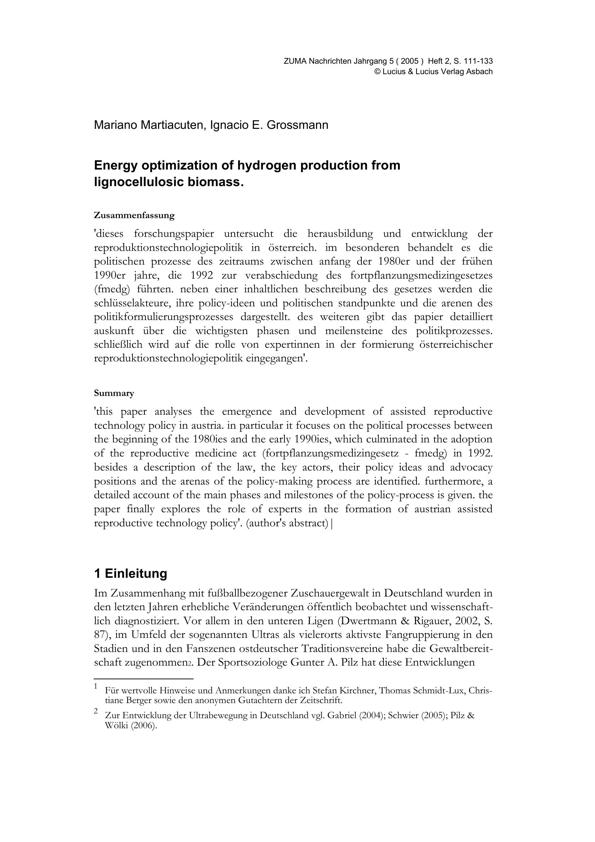 ZUMA Nachrichten Jahrgang 5 ( 2005 ) Heft 2, S. 111-133
© Lucius & Lucius Verlag Asbach
Mariano Martiacuten, Ignacio E. Grossmann
Energy optimization of hydrogen production from
lignocellulosic biomass.
Zusammenfassung
'dieses forschungspapier untersucht die herausbildung und entwicklung der
reproduktionstechnologiepolitik in österreich. im besonderen behandelt es die
politischen prozesse des zeitraums zwischen anfang der 1980er und der frühen
1990er jahre, die 1992 zur verabschiedung des fortpflanzungsmedizingesetzes
(fmedg) führten. neben einer inhaltlichen beschreibung des gesetzes werden die
schlüsselakteure, ihre policy-ideen und politischen standpunkte und die arenen des
politikformulierungsprozesses dargestellt. des weiteren gibt das papier detailliert
auskunft über die wichtigsten phasen und meilensteine des politikprozesses.
schließlich wird auf die rolle von expertinnen in der formierung österreichischer
reproduktionstechnologiepolitik eingegangen'.
Summary
'this paper analyses the emergence and development of assisted reproductive
technology policy in austria. in particular it focuses on the political processes between
the beginning of the 1980ies and the early 1990ies, which culminated in the adoption
of the reproductive medicine act (fortpflanzungsmedizingesetz - fmedg) in 1992.
besides a description of the law, the key actors, their policy ideas and advocacy
positions and the arenas of the policy-making process are identified. furthermore, a
detailed account of the main phases and milestones of the policy-process is given. the
paper finally explores the role of experts in the formation of austrian assisted
reproductive technology policy'. (author's abstract)|
1 Einleitung
Im Zusammenhang mit fußballbezogener Zuschauergewalt in Deutschland wurden in
den letzten Jahren erhebliche Veränderungen öffentlich beobachtet und wissenschaft-
lich diagnostiziert. Vor allem in den unteren Ligen (Dwertmann & Rigauer, 2002, S.
87), im Umfeld der sogenannten Ultras als vielerorts aktivste Fangruppierung in den
Stadien und in den Fanszenen ostdeutscher Traditionsvereine habe die Gewaltbereit-
schaft zugenommen2. Der Sportsoziologe Gunter A. Pilz hat diese Entwicklungen
1 Für wertvolle Hinweise und Anmerkungen danke ich Stefan Kirchner, Thomas Schmidt-Lux, Chris-
tiane Berger sowie den anonymen Gutachtern der Zeitschrift.
2 Zur Entwicklung der Ultrabewegung in Deutschland vgl. Gabriel (2004); Schwier (2005); Pilz &
Wölki (2006).